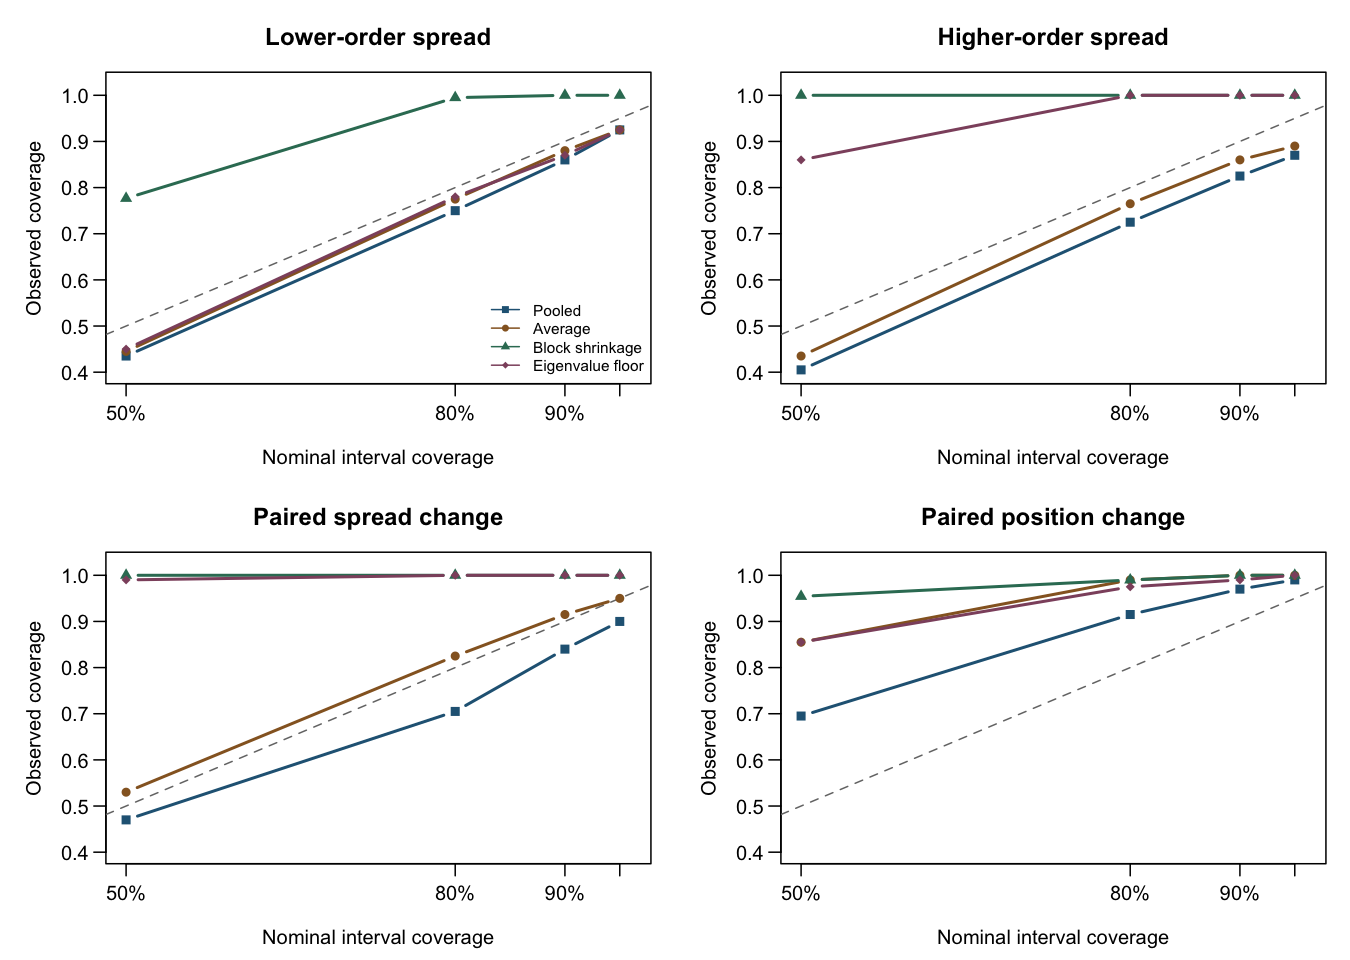 Lower-order spread
Observed coverage
1.0
0.9
0.8
0.7
0.6
0.5
0.4
Pooled
Average
Block shrinkage
Eigenvalue floor
50%
80%
90%
Nominal interval coverage
Higher-order spread
Observed coverage
1.0
0.9
0.8
0.7
0.6
0.5
0.4
50%
80%
90%
Nominal interval coverage
Paired spread change
Observed coverage
1.0
0.9
0.8
0.7
0.6
0.5
0.4
50%
80%
90%
Nominal interval coverage
Paired position change
Observed coverage
1.0
0.9
0.8
0.7
0.6
0.5
0.4
50%
80%
90%
Nominal interval coverage